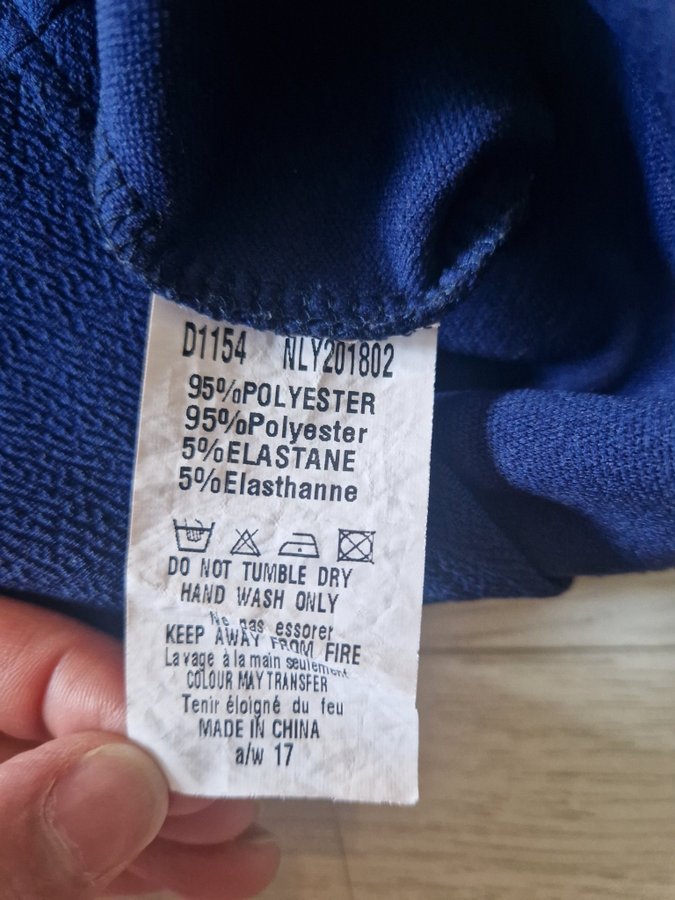 D1154 NLY201802
95%POLYESTER
95%Polyester
5%ELASTANE
5%Elasthanne
DO NOT TUMBLE DRY
HAND WASH ONLY
Ne pas essorer
KEEP AWAY FROM FIRE
Lavage à la main seulement
COLOUR MAY TRANSFER
Tenir éloigné du feu
MADE IN CHINA
a/w 17